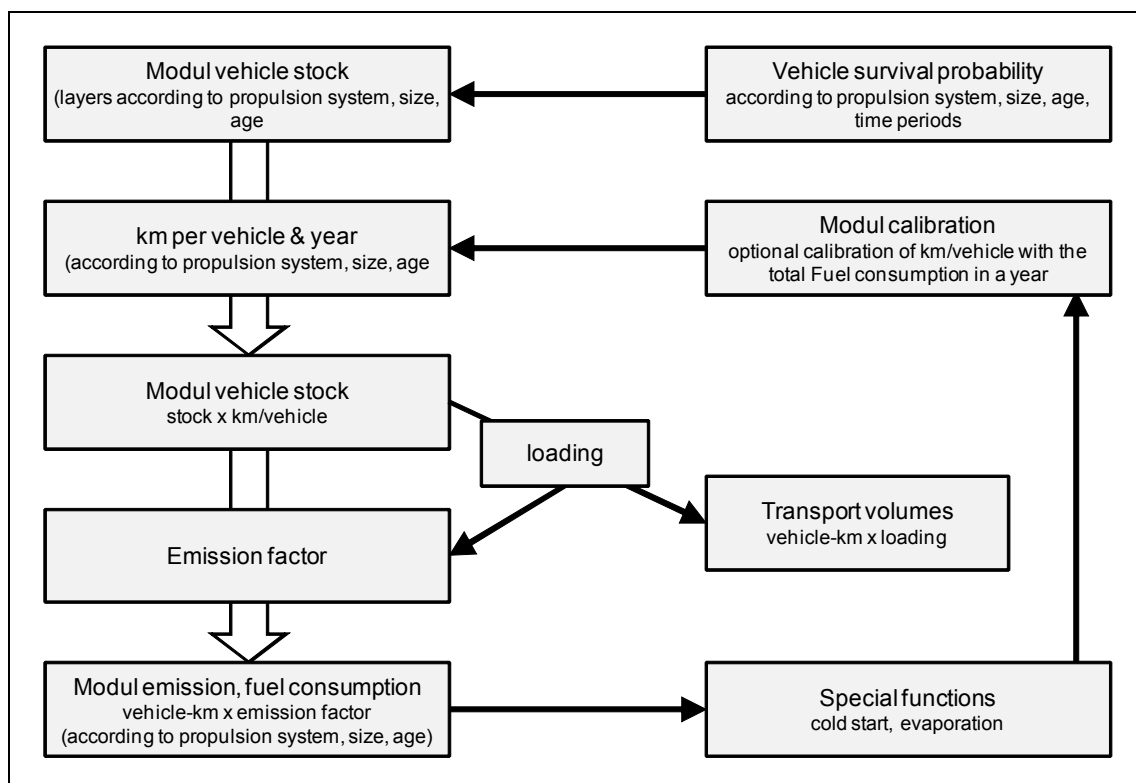 Modul vehicle stock
(layers according to propulsion system, size,
age
Vehicle survival probability
according to propulsion system, size, age,
time periods
km per vehicle & year
(according to propulsion system, size, age
Modul calibration
optional calibration of km/vehicle with the
total Fuel consumption in a year
Modul vehicle stock
stock x km/vehicle
loading
Transport volumes
vehicle-km x loading
Emission factor
Modul emission, fuel consumption
vehicle-km x emission factor
(according to propulsion system, size, age)
Special functions
cold start, evaporation